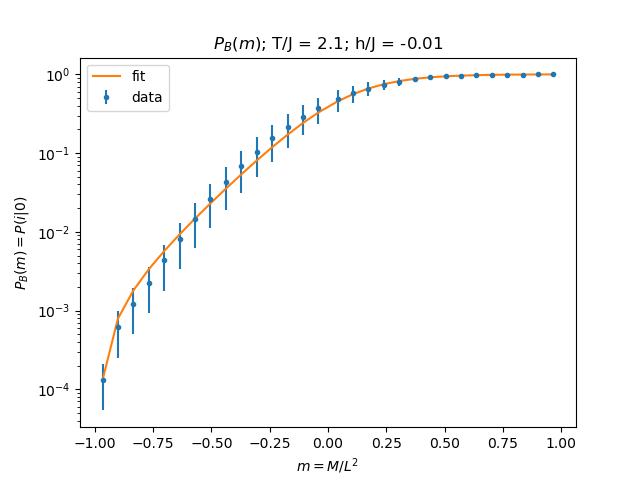 P_B(m); T/J = 2.1; h/J = -0.01
fit
data
10^0
10^−1
10^−2
10^−3
10^−4
P_B(m) = P(i|0)
−1.00 −0.75 −0.50 −0.25 0.00 0.25 0.50 0.75 1.00
m = M/L^2